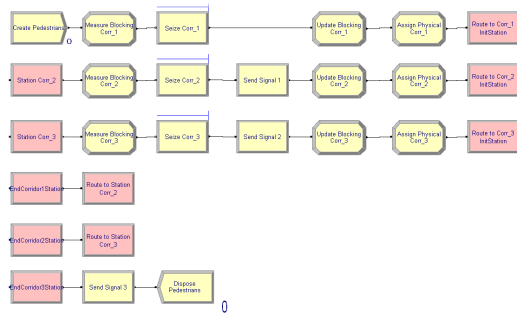 Create Pedestrians
0
Measure Blocking
Corr_1
Seize Corr_1
Update Blocking
Corr_1
Assign Physical
Corr_1
Route to Corr_1
InitStation
Station Corr_2
Measure Blocking
Corr_2
Seize Corr_2
Send Signal 1
Update Blocking
Corr_2
Assign Physical
Corr_2
Route to Corr_2
InitStation
Station Corr_3
Measure Blocking
Corr_3
Seize Corr_3
Send Signal 2
Update Blocking
Corr_3
Assign Physical
Corr_3
Route to Corr_3
InitStation
EndCorridor1Station
Route to Station
Corr_2
EndCorridor2Station
Route to Station
Corr_3
EndCorridor3Station
Send Signal 3
Dispose
Pedestrians
0